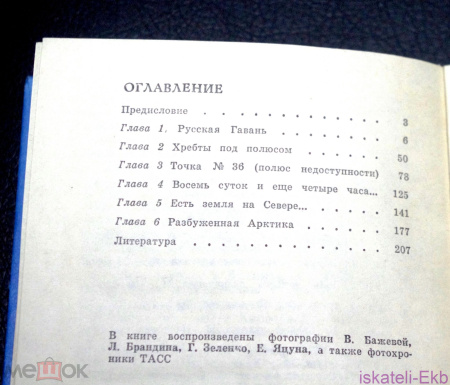 ОГЛАВЛЕНИЕ
Предисловие . . . . . . . . . . 3
Глава 1. Русская Гавань . . . . . . 6
Глава 2 Хребты под полюсом . . . . . 50
Глава 3 Точка № 36 (полюс недоступности) 78
Глава 4 Восемь суток и еще четыре часа... 125
Глава 5 Есть земля на Севере... . . . . 141
Глава 6 Разбуженная Арктика . . . . 177
Литература . . . . . . . . . . 207
В книге воспроизведены фотографии В. Бажевой,
Л. Брандина, Г. Зеленко, Е. Яцуна, а также фотохро-
ники ТАСС
мешок
iskateli-Ekb